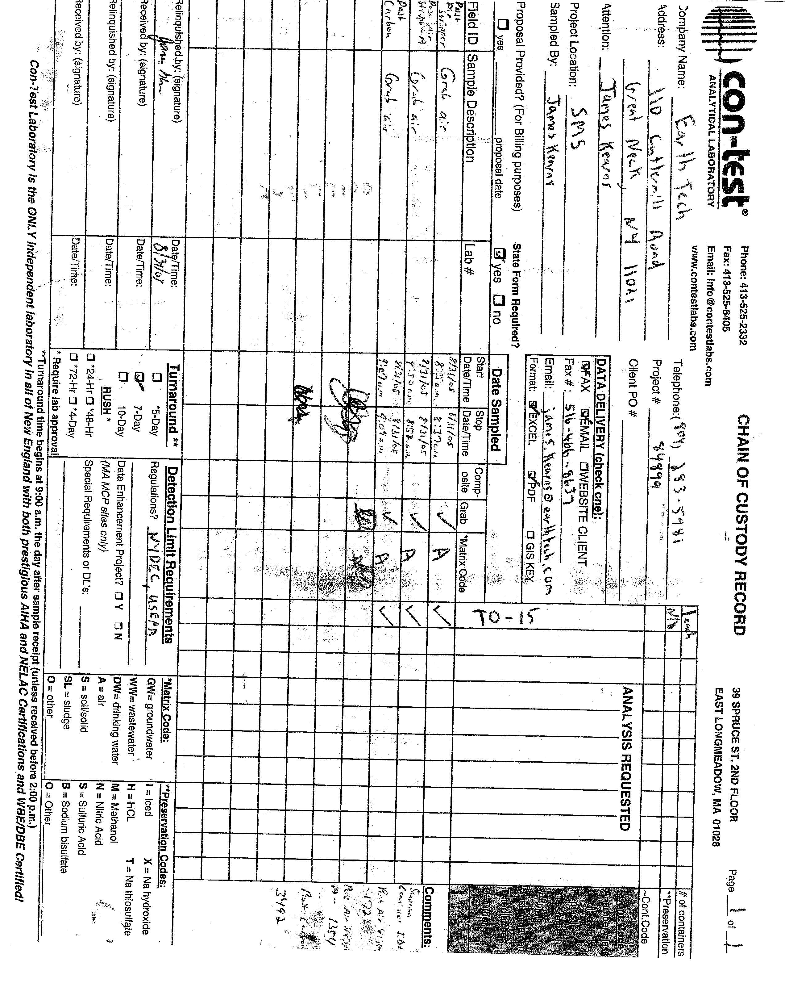 con-test®
ANALYTICAL LABORATORY
Phone: 413-525-2332
Fax: 413-525-6405
Email: info@contestlabs.com
www.contestlabs.com
CHAIN OF CUSTODY RECORD
39 SPRUCE ST, 2ND FLOOR
EAST LONGMEADOW, MA 01028
Page 1 of 1
Company Name: Earth Tech
Address: 110 Cuttermill Road
Great Neck, NY 11021
Attention: James Kearns
Project Location: SMS
Sampled By: James Kearns
Proposal Provided? (For Billing purposes)
yes proposal date
State Form Required?
yes no
Telephone:(804) 283-5981
Project # 84899
Client PO #
DATA DELIVERY (check one):
FAX EMAIL WEBSITE CLIENT
Fax #: 516-466-8637
Email: james.kearns@earthtech.com
Format: EXCEL PDF GIS KEY
1 each # of containers
N/A **Preservation
~Cont.Code
ANALYSIS REQUESTED
TO-15
~Cont. Code:
A=amber glass
G=glass
P=plastic
ST=sterile
V=vial
S=summa can
T=tedlar bag
O=Other
Date Sampled
Field ID Sample Description Lab # Start Date/Time Stop Date/Time Comp-osite Grab *Matrix Code
Post Air Stripper Grab air 8/31/05 8:35 a.m. 8/31/05 8:37 a.m. ✓ A ✓
Post Air Stripper A Grab air 8/31/05 8:50 a.m. 8/31/05 8:52 a.m. ✓ A ✓
Post Carbon Grab air 8/31/05 9:07 a.m. 8/31/05 9:09 a.m. ✓ A ✓
Comments:
Summa
Post Air Stripp
Post Air Stripp
A - 1354
Post Carbon
3492
Relinquished by: (signature) Date/Time: 8/31/05
Received by: (signature) Date/Time:
Relinquished by: (signature) Date/Time:
Received by: (signature) Date/Time:
Turnaround **
*5-Day
7-Day
10-Day
RUSH *
*24-Hr *48-Hr
*72-Hr *4-Day
* Require lab approval
Detection Limit Requirements
Regulations? NYDEC, USEPA
Data Enhancement Project? Y N
(MA MCP sites only)
Special Requirements or DL's:
*Matrix Code:
GW= groundwater
WW= wastewater
DW= drinking water
A = air
S = soil/solid
SL = sludge
O = other
**Preservation Codes:
I = Iced X = Na hydroxide
H = HCL T = Na thiosulfate
M = Methanol
N = Nitric Acid
S = Sulfuric Acid
B = Sodium bisulfate
O = Other
**Turnaround time begins at 9:00 a.m. the day after sample receipt (unless received before 2:00 p.m.)
Con-Test Laboratory is the ONLY independent laboratory in all of New England with both prestigious AIHA and NELAC Certifications and WBE/DBE Certified!